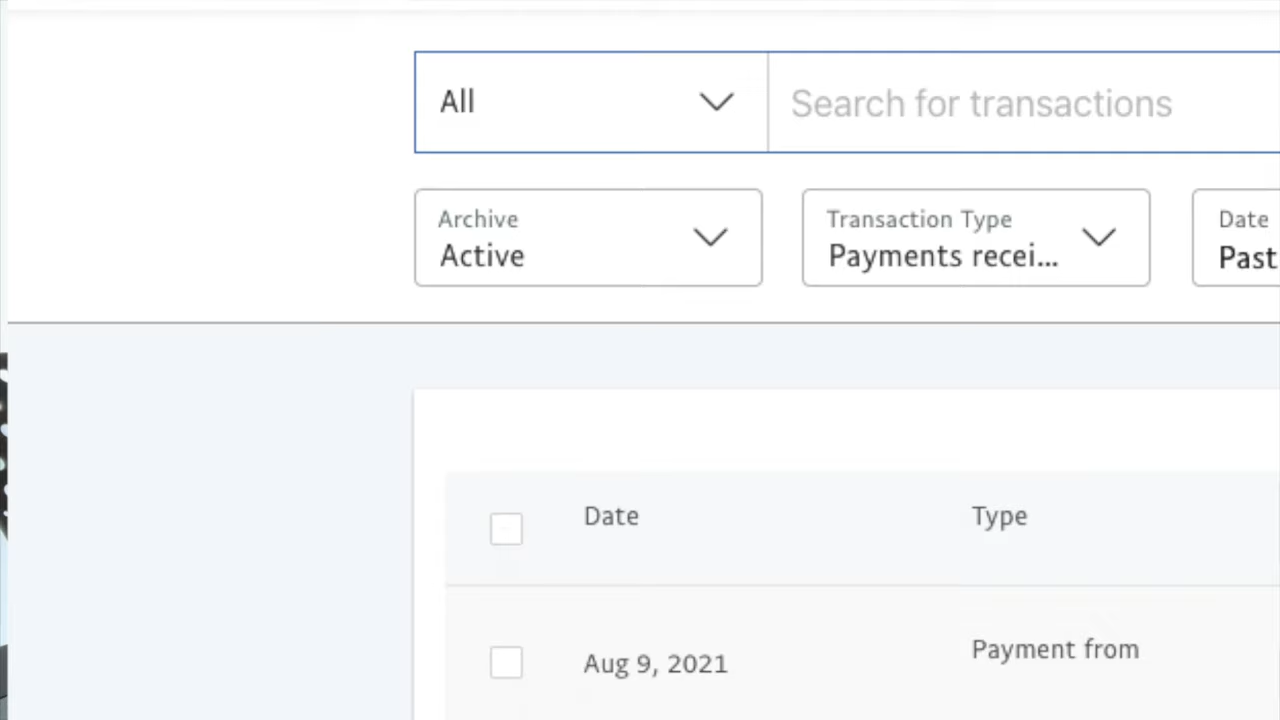 All
Search for transactions
Archive
Active
Transaction Type
Payments recei...
Date
Past
Date
Type
Aug 9, 2021
Payment from